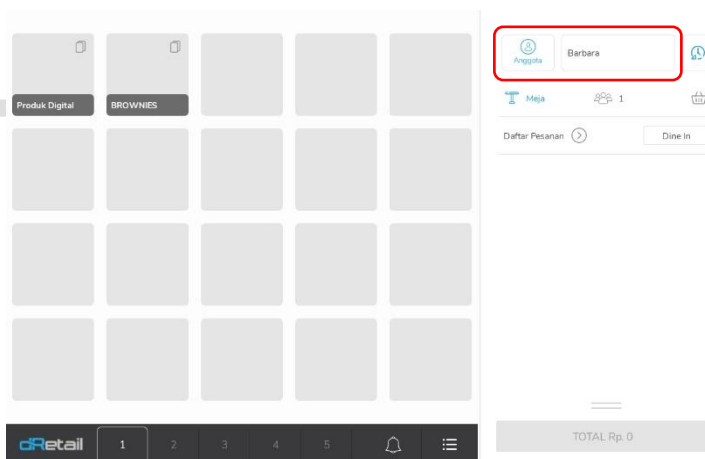 Produk Digital
BROWNIES
dRetail
1
2
3
4
5
Anggota
Barbara
Meja
1
Daftar Pesanan
Dine In
TOTAL Rp. 0